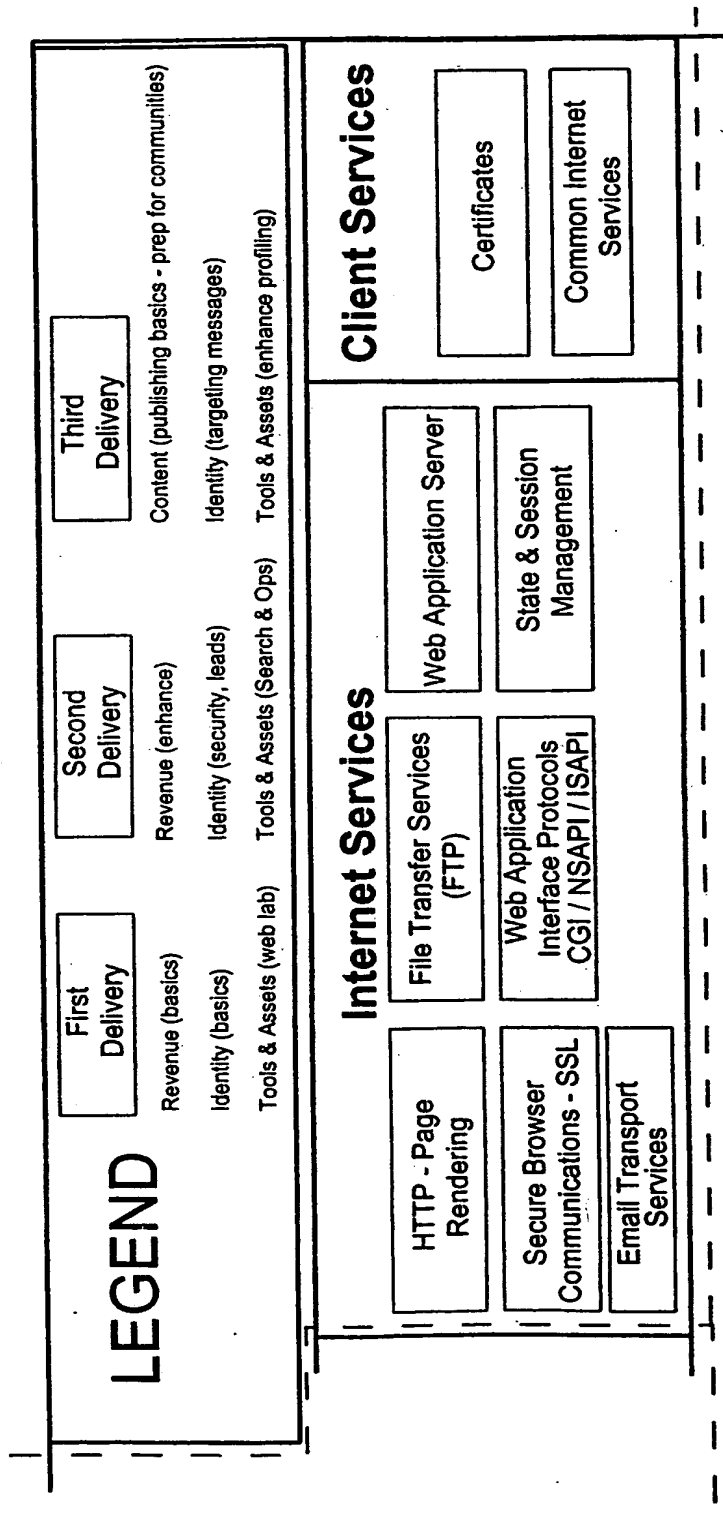 LEGEND
First
Delivery
Revenue (basics)
Identity (basics)
Tools & Assets (web lab)
Second
Delivery
Revenue (enhance)
Identity (security, leads)
Tools & Assets (Search & Ops)
Third
Delivery
Content (publishing basics - prep for communities)
Identity (targeting messages)
Tools & Assets (enhance profiling)
Internet Services
HTTP - Page
Rendering
File Transfer Services
(FTP)
Web Application Server
Secure Browser
Communications - SSL
Web Application
Interface Protocols
CGI / NSAPI / ISAPI
State & Session
Management
Email Transport
Services
Client Services
Certificates
Common Internet
Services